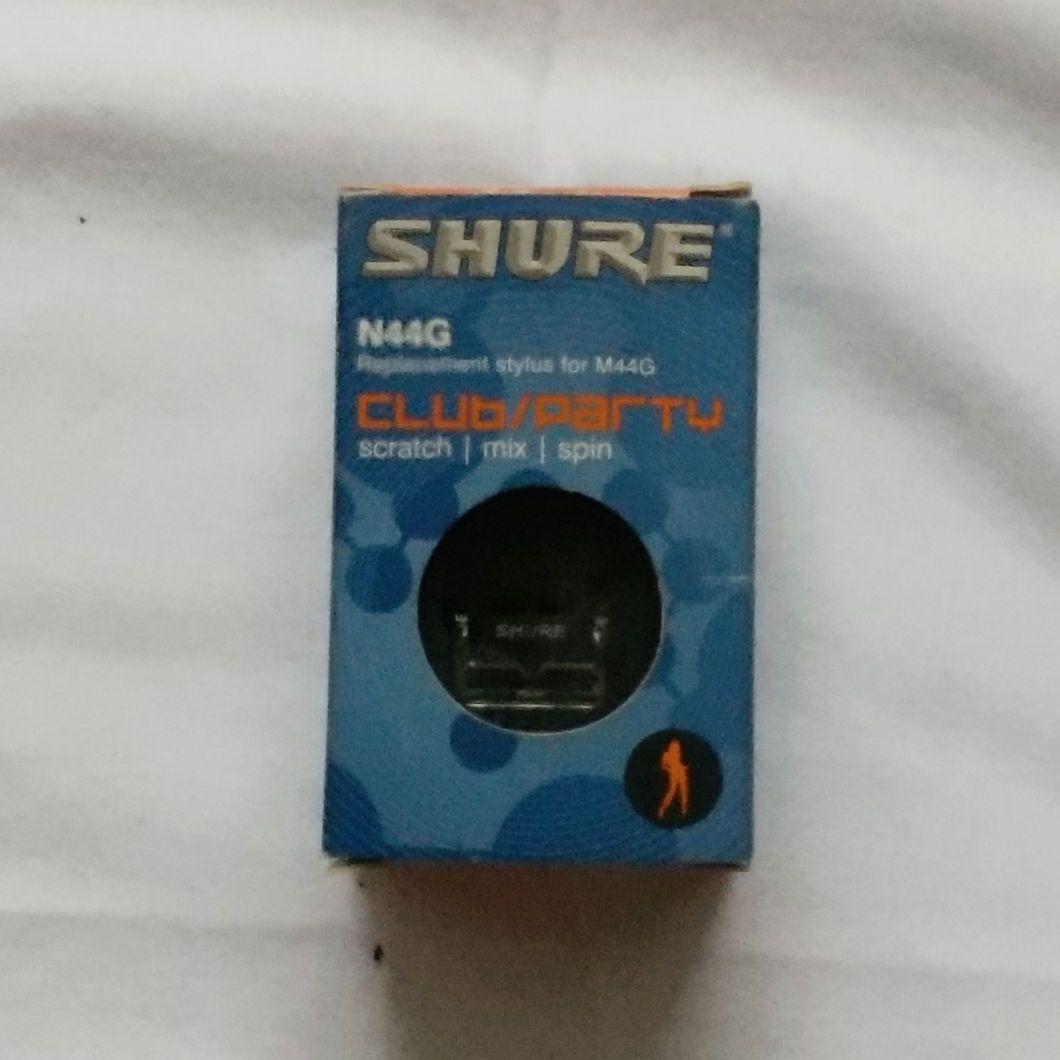 SHURE
N44G
Replacement stylus for M44G
CLUB/PARTY
scratch | mix | spin
SHURE